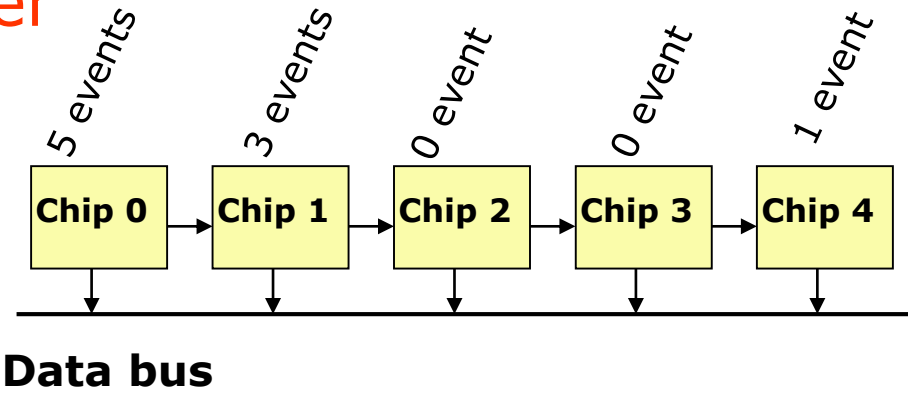 er
5 events
3 events
0 event
0 event
1 event
Chip 0
Chip 1
Chip 2
Chip 3
Chip 4
Data bus